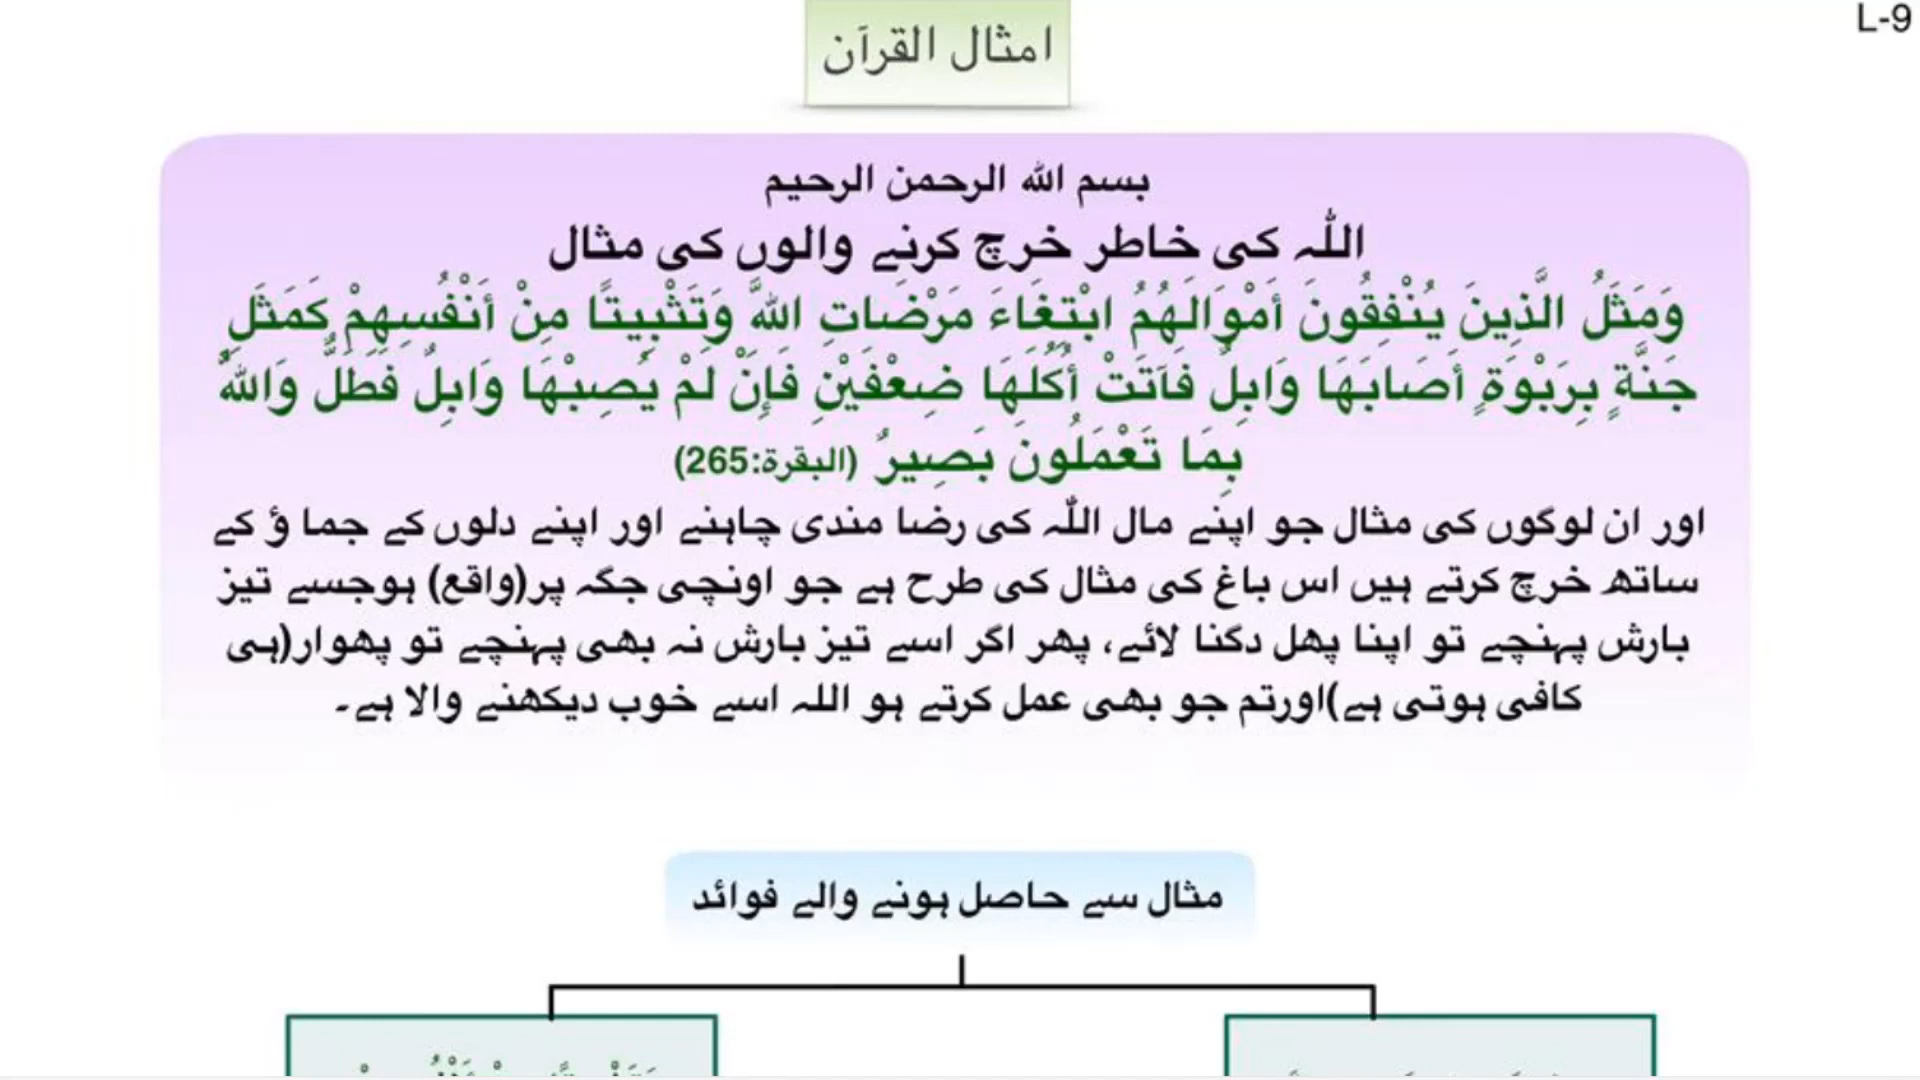 L-9
امثال القرآن
بسم الله الرحمن الرحيم
اللّٰہ کی خاطر خرچ کرنے والوں کی مثال
وَمَثَلُ الَّذِينَ يُنْفِقُونَ أَمْوَالَهُمُ ابْتِغَاءَ مَرْضَاتِ اللهَّ وَتَثْبِيتًا مِنْ أَنْفُسِهِمْ كَمَثَلِ
جَنَّةٍ بِرَبْوَةٍ أَصَابَهَا وَابِلٌ فَآتَتْ أُكُلَهَا ضِعْفَيْنِ فَإِنْ لَمْ يُصِبْهَا وَابِلٌ فَطَلٌّ وَاللهُّ
بِمَا تَعْمَلُونَ بَصِيرٌ (البقرة:265)
اور ان لوگوں کی مثال جو اپنے مال اللّٰہ کی رضا مندی چاہنے اور اپنے دلوں کے جما ؤ کے
ساتھ خرچ کرتے ہیں اس باغ کی مثال کی طرح ہے جو اونچی جگہ پر(واقع) ہوجسے تیز
بارش پہنچے تو اپنا پھل دگنا لائے، پھر اگر اسے تیز بارش نہ بھی پہنچے تو پھوار(ہی
کافی ہوتی ہے)اورتم جو بھی عمل کرتے ہو اللہ اسے خوب دیکھنے والا ہے۔
مثال سے حاصل ہونے والے فوائد